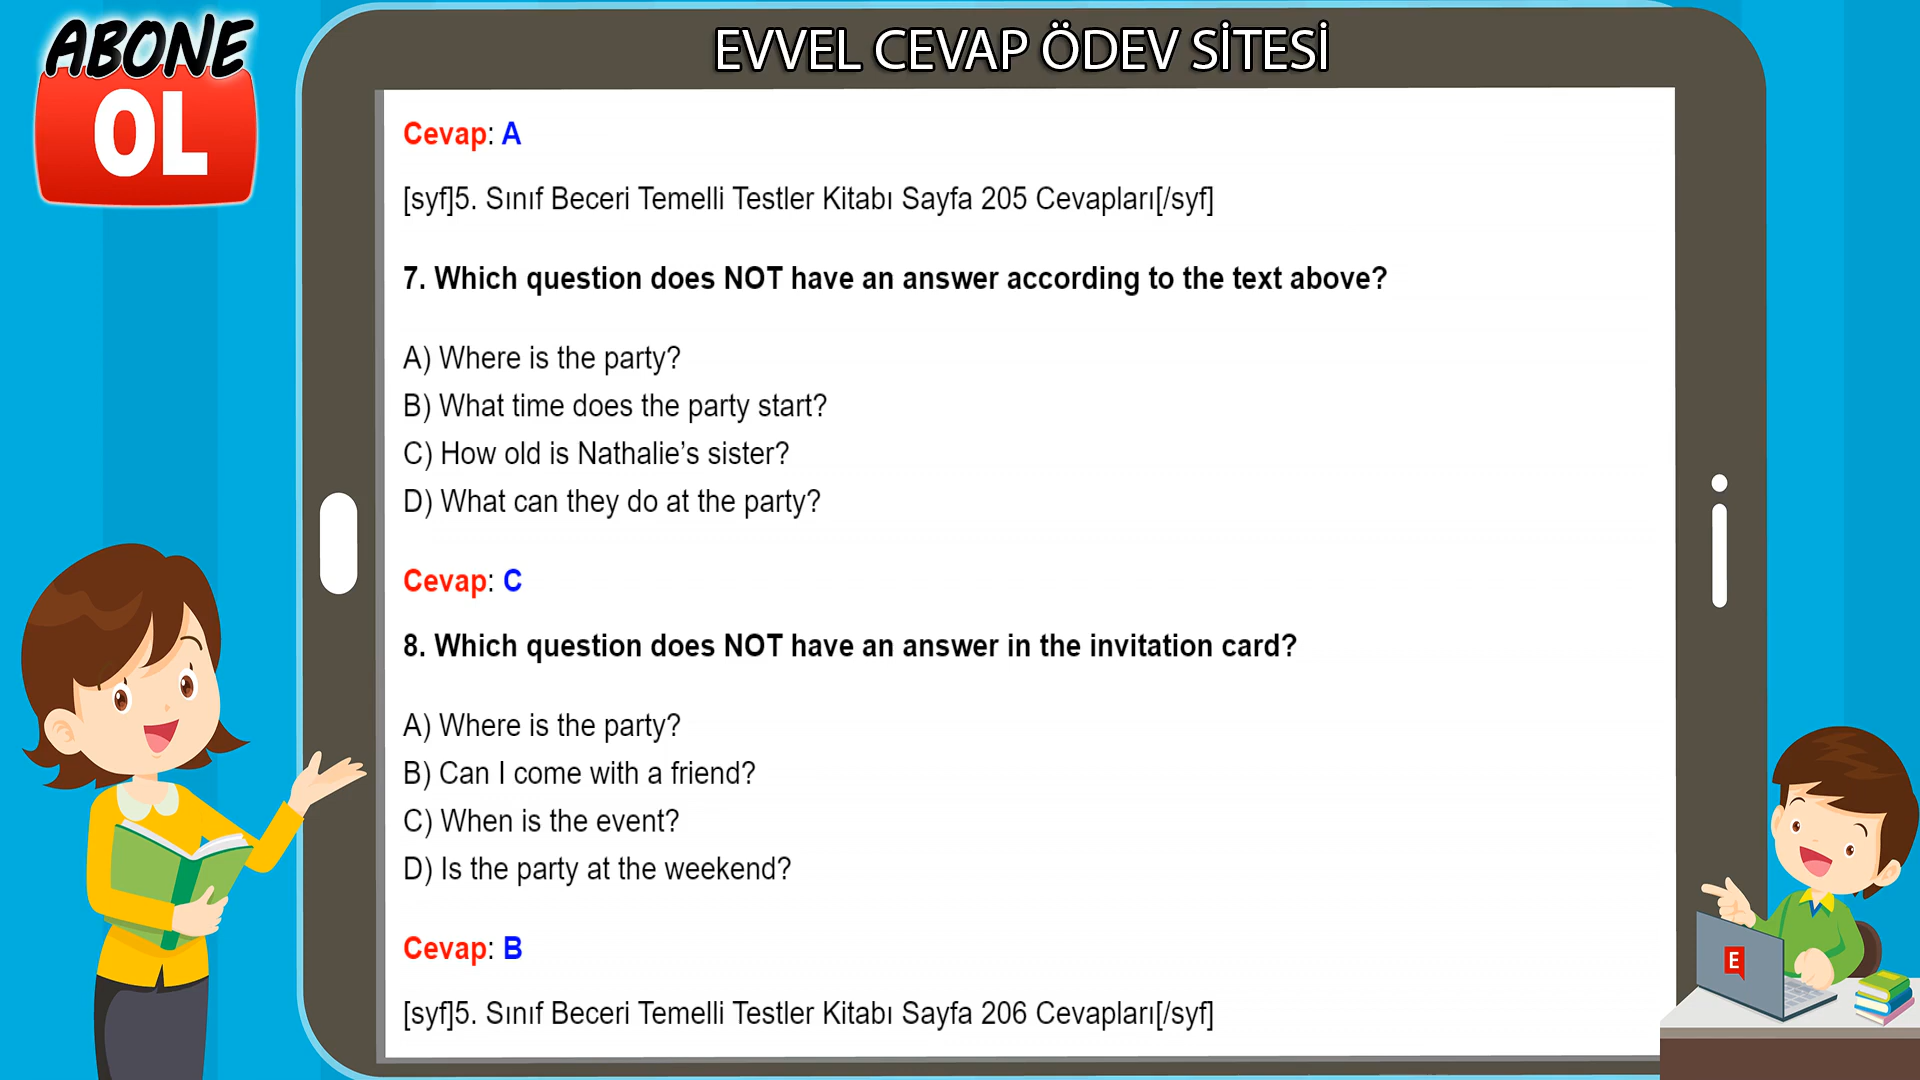 ABONE
OL
EVVEL CEVAP ÖDEV SİTESİ
Cevap: A
[syf]5. Sınıf Beceri Temelli Testler Kitabı Sayfa 205 Cevapları[/syf]
7. Which question does NOT have an answer according to the text above?
A) Where is the party?
B) What time does the party start?
C) How old is Nathalie’s sister?
D) What can they do at the party?
Cevap: C
8. Which question does NOT have an answer in the invitation card?
A) Where is the party?
B) Can I come with a friend?
C) When is the event?
D) Is the party at the weekend?
Cevap: B
[syf]5. Sınıf Beceri Temelli Testler Kitabı Sayfa 206 Cevapları[/syf]
E